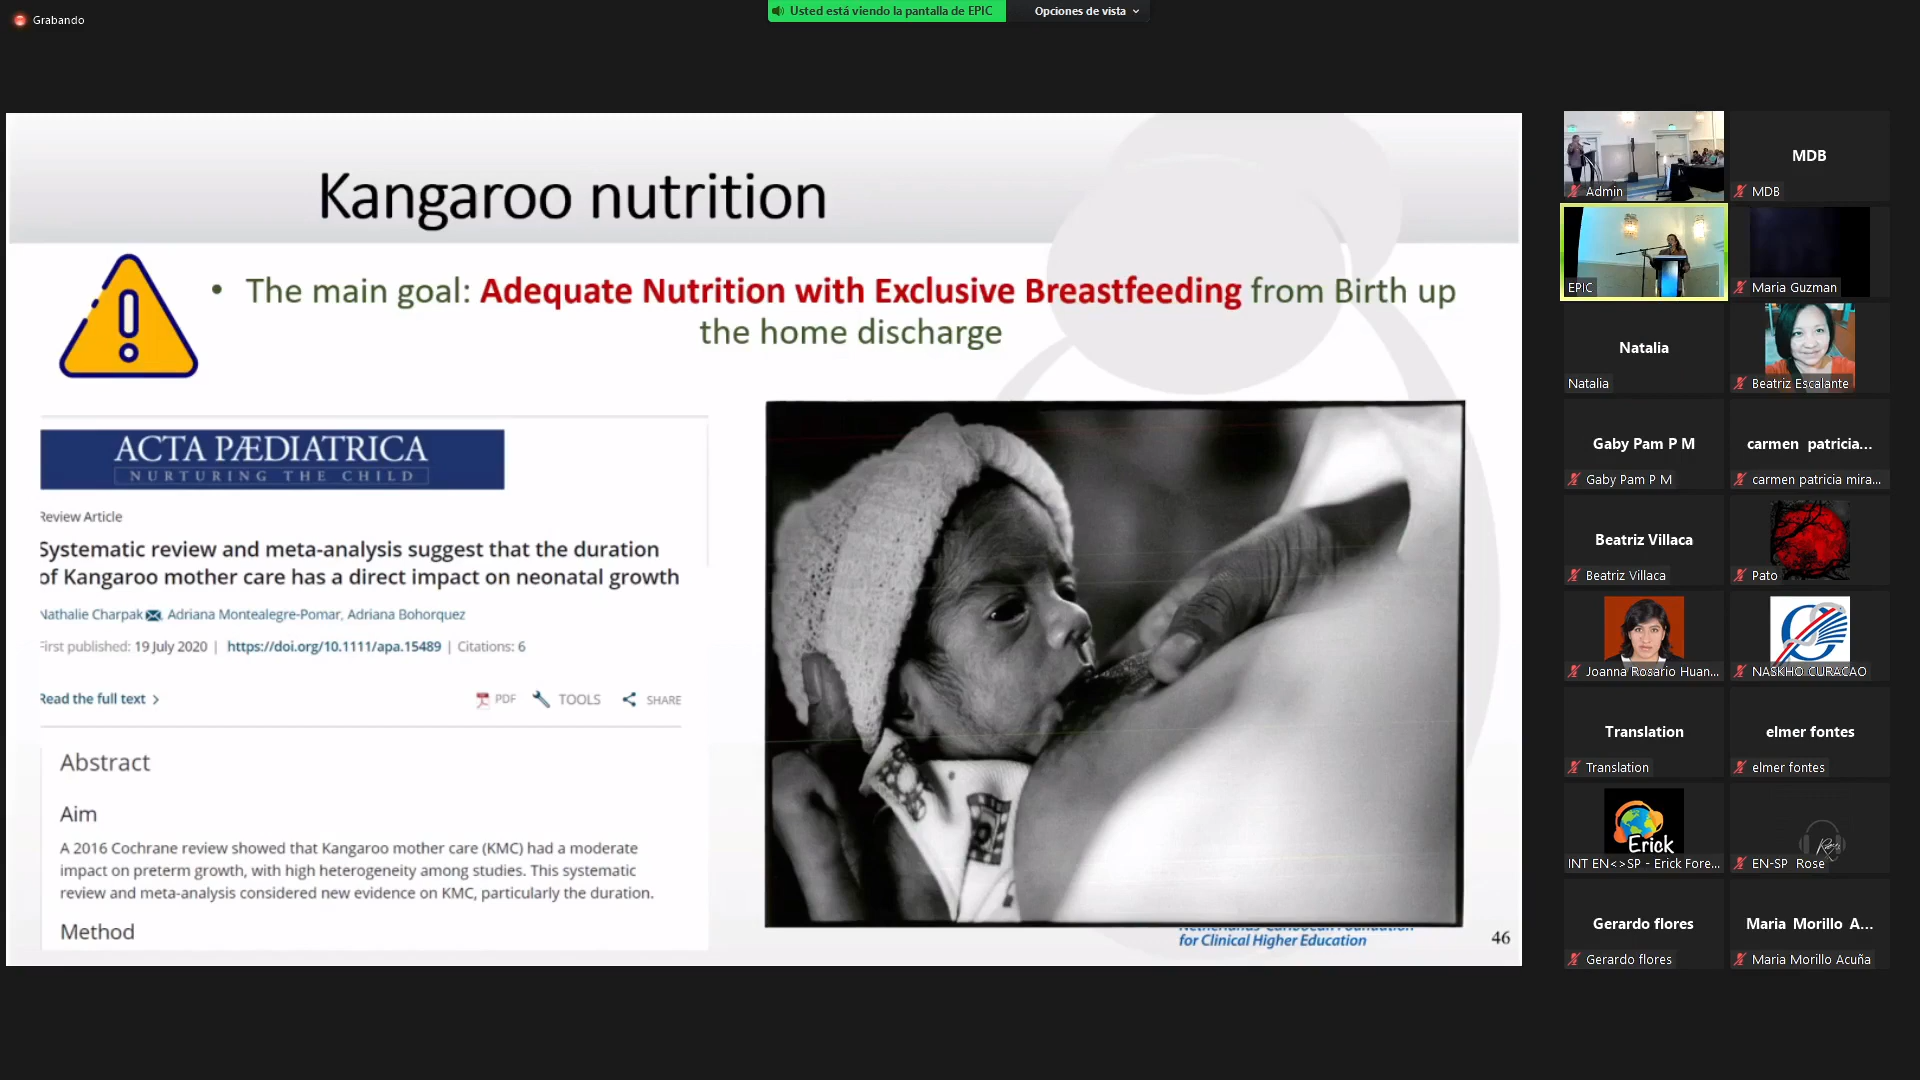 Grabando
Usted está viendo la pantalla de EPIC
Opciones de vista
Kangaroo nutrition
• The main goal: Adequate Nutrition with Exclusive Breastfeeding from Birth up
the home discharge
ACTA PÆDIATRICA
NURTURING THE CHILD
Review Article
Systematic review and meta-analysis suggest that the duration
of Kangaroo mother care has a direct impact on neonatal growth
Nathalie Charpak, Adriana Montealegre-Pomar, Adriana Bohorquez
First published: 19 July 2020 | https://doi.org/10.1111/apa.15489 | Citations: 6
Read the full text >
PDF TOOLS SHARE
Abstract
Aim
A 2016 Cochrane review showed that Kangaroo mother care (KMC) had a moderate
impact on preterm growth, with high heterogeneity among studies. This systematic
review and meta-analysis considered new evidence on KMC, particularly the duration.
Method
Netherlands-Caribbean Foundation
for Clinical Higher Education
46
Admin
MDB
MDB
EPIC
Maria Guzman
Natalia
Natalia
Beatriz Escalante
Gaby Pam P M
Gaby Pam P M
carmen patricia...
carmen patricia mira...
Beatriz Villaca
Beatriz Villaca
Pato
Joanna Rosario Huan...
NASKHO CURACAO
Translation
Translation
elmer fontes
elmer fontes
Erick
INT EN<>SP - Erick Fore...
EN-SP Rose
Gerardo flores
Gerardo flores
Maria Morillo A...
Maria Morillo Acuña